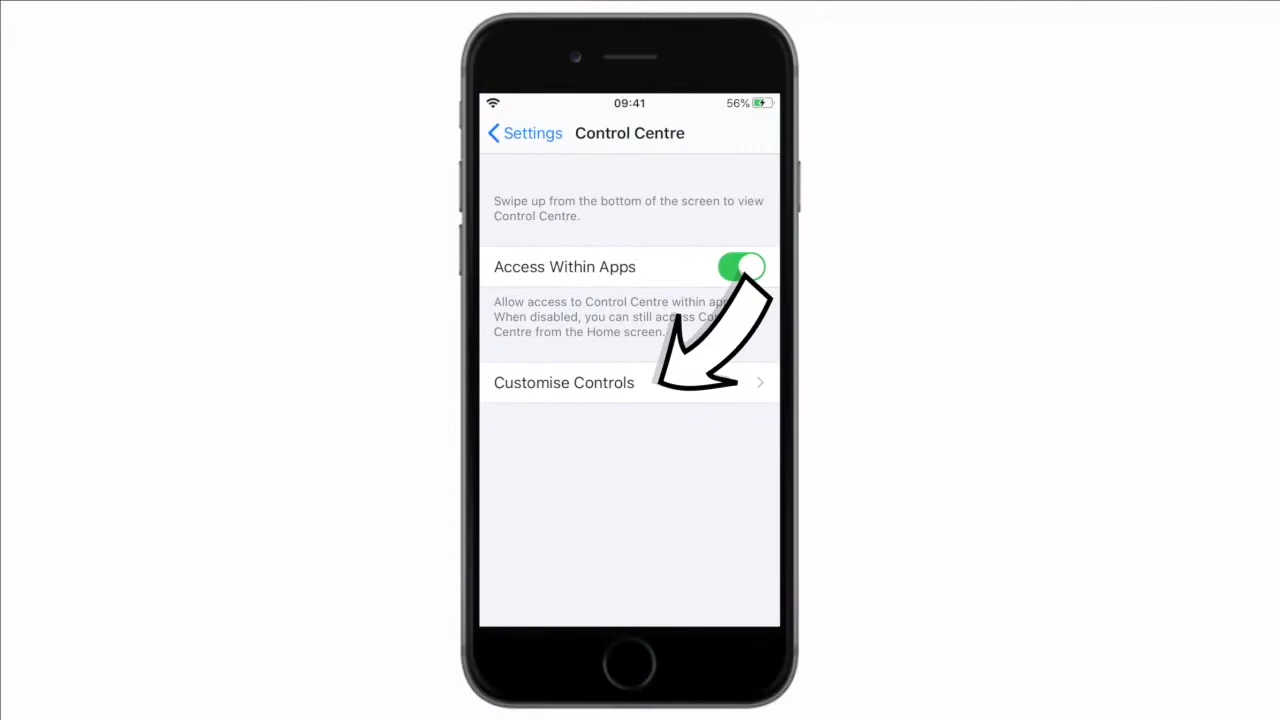 09:41
56%
Settings
Control Centre
Swipe up from the bottom of the screen to view
Control Centre.
Access Within Apps
Allow access to Control Centre within
When disabled, you can still access
Centre from the Home screen.
Customise Controls